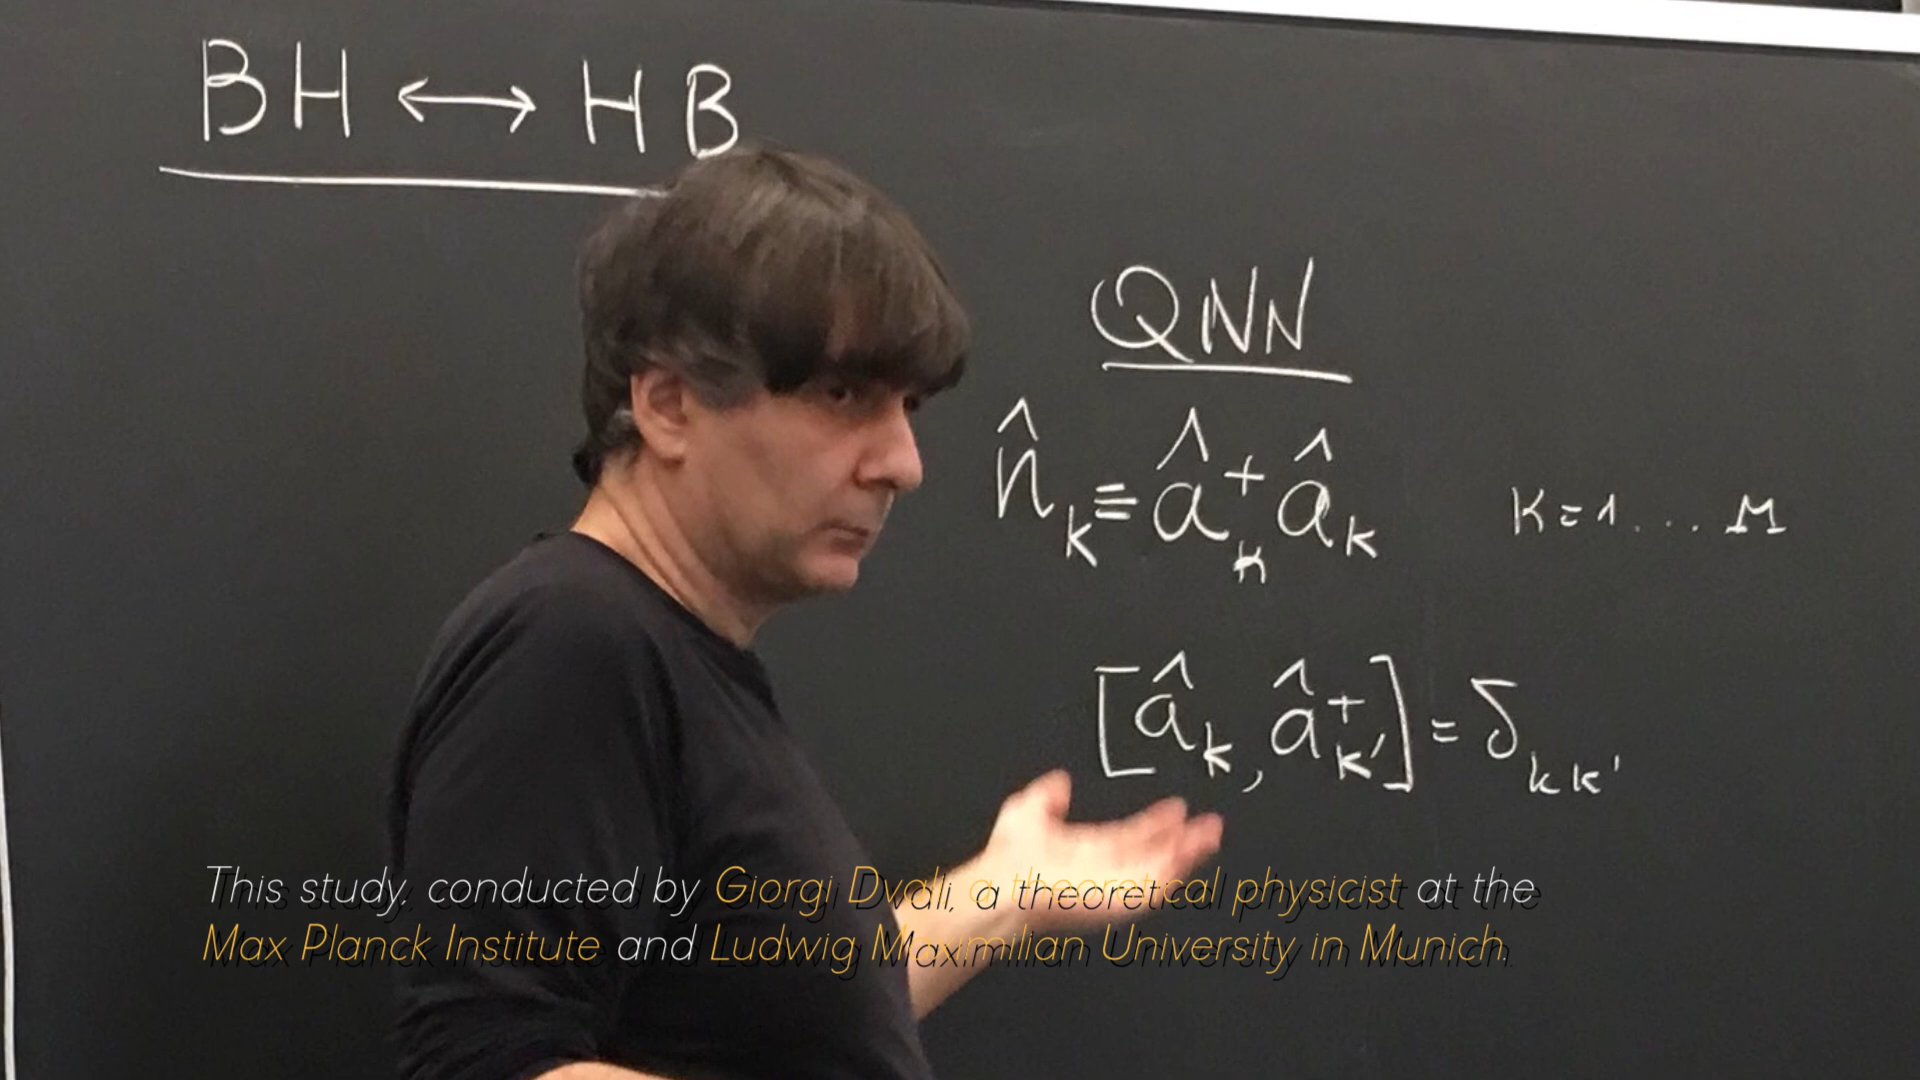 BH ↔ HB
QNN
n̂ₖ ≡ â⁺ₖ âₖ   K = 1 .... M
[âₖ, â⁺ₖ'] = δₖₖ'
This study, conducted by Giorgi Dvali, a theoretical physicist at the
Max Planck Institute and Ludwig Maximilian University in Munich.